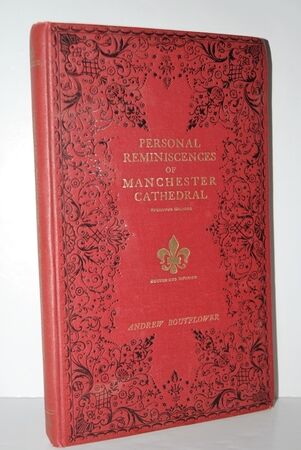 PERSONAL
REMINISCENCES
OF
MANCHESTER
CATHEDRAL
ANDREW BOUTFLOWER